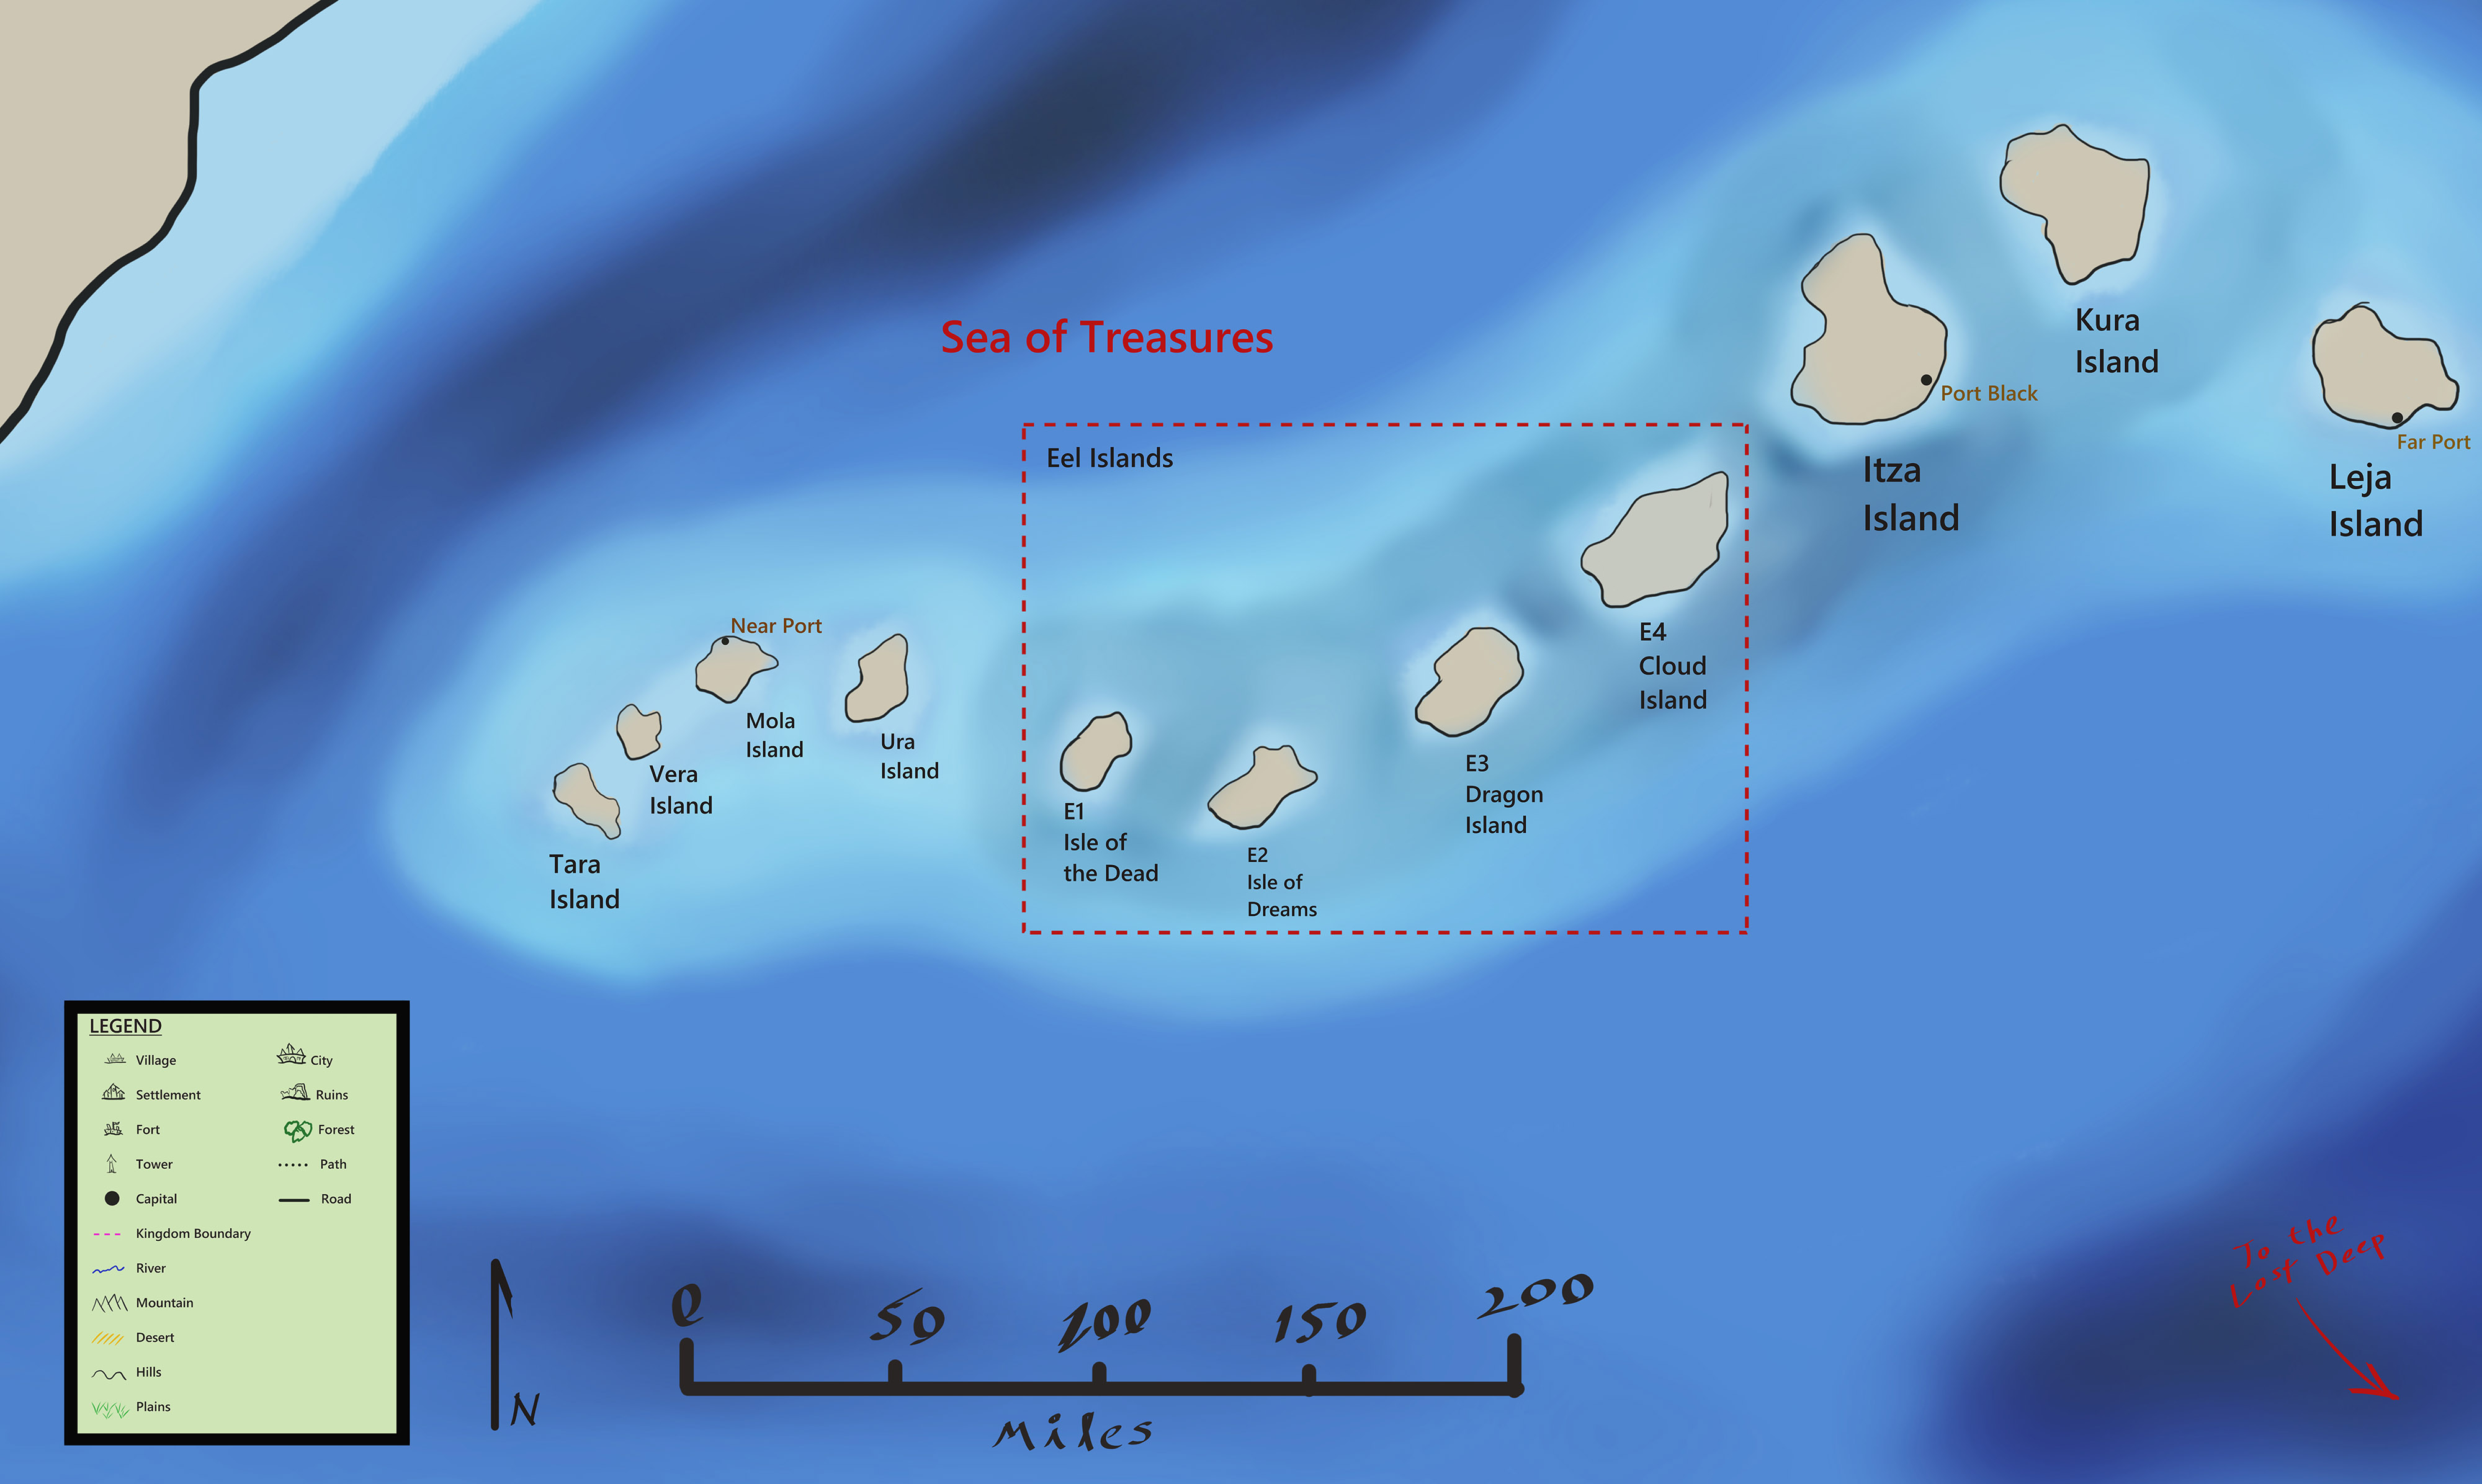 Sea of Treasures
Kura
Island
Port Black
Far Port
Eel Islands
Itza
Island
Leja
Island
Near Port
E4
Cloud
Island
Mola
Island
Ura
Island
E3
Dragon
Island
Vera
Island
E1
Isle of
the Dead
E2
Isle of
Dreams
Tara
Island
LEGEND
Village
City
Settlement
Ruins
Fort
Forest
Tower
Path
Capital
Road
Kingdom Boundary
River
Mountain
Desert
Hills
Plains
N
0 50 100 150 200
Miles
To the
Lost Deep